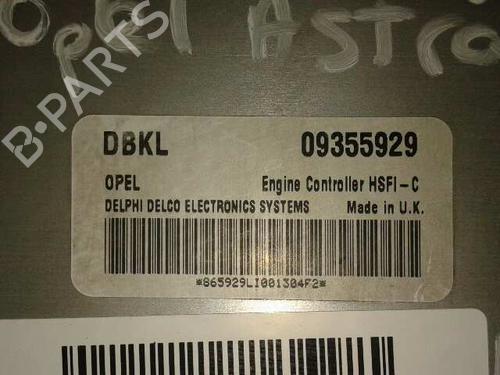 Opel Astra
B-PARTS
DBKL 09355929
OPEL Engine Controller HSFI-C
DELPHI DELCO ELECTRONICS SYSTEMS Made in U.K.
*865929LI001304F2*